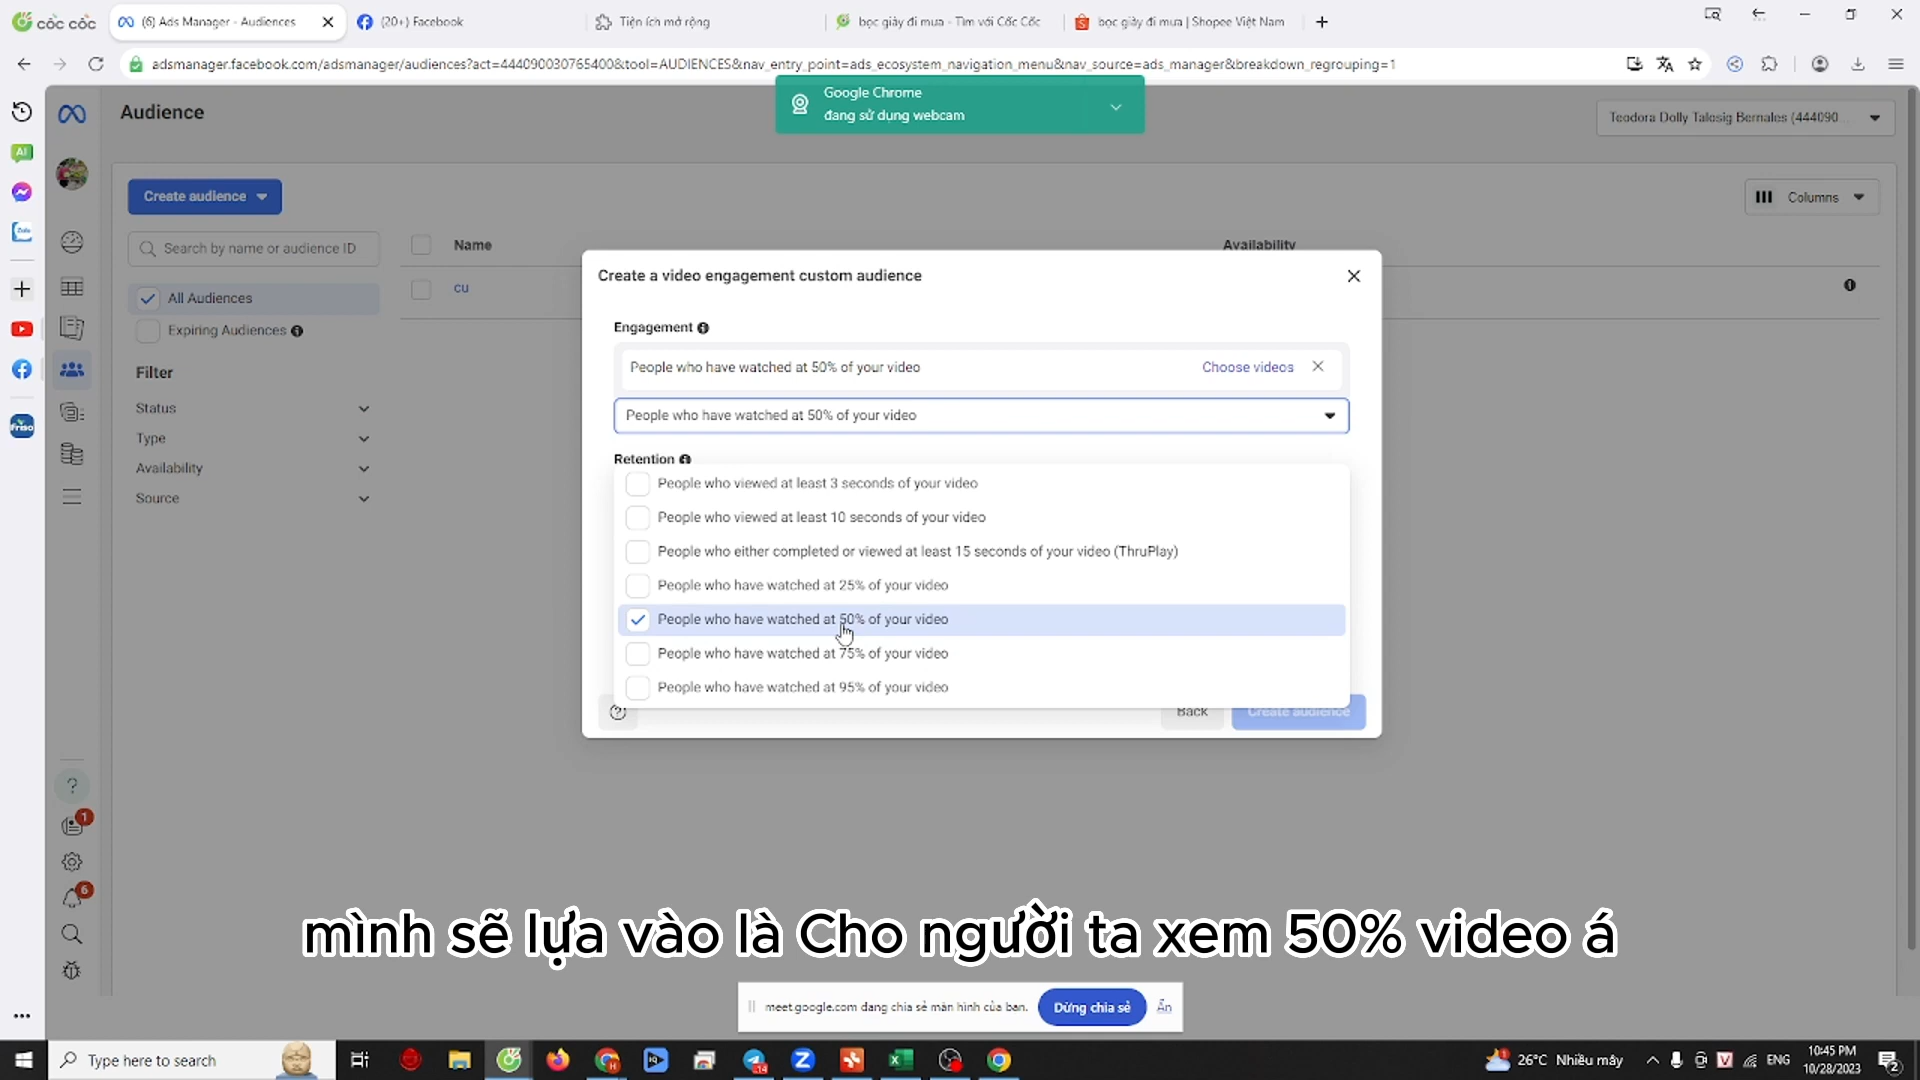 cốc cốc
(6) Ads Manager - Audiences
(20+) Facebook
Tiện ích mở rộng
bọc giày đi mưa - Tìm với Cốc Cốc
bọc giày đi mưa | Shopee Việt Nam
adsmanager.facebook.com/adsmanager/audiences?act=444090030765400&tool=AUDIENCES&nav_entry_point=ads_ecosystem_navigation_menu&nav_source=ads_manager&breakdown_regrouping=1
Google Chrome
đang sử dụng webcam
Audience
Teodora Dolly Talosig Bernales (444090...
Create audience
Columns
Search by name or audience ID
Name
Availability
All Audiences
cu
Expiring Audiences
Filter
Status
Type
Availability
Source
Create a video engagement custom audience
Engagement
People who have watched at 50% of your video
Choose videos
People who have watched at 50% of your video
Retention
People who viewed at least 3 seconds of your video
People who viewed at least 10 seconds of your video
People who either completed or viewed at least 15 seconds of your video (ThruPlay)
People who have watched at 25% of your video
People who have watched at 50% of your video
People who have watched at 75% of your video
People who have watched at 95% of your video
Back
Create audience
AI
Zalo
Friso
1
6
mình sẽ lựa vào là Cho người ta xem 50% video á
meet.google.com đang chia sẻ màn hình của bạn.
Dừng chia sẻ
Ẩn
Type here to search
14
26°C Nhiều mây
ENG
10:45 PM
10/28/2023
2